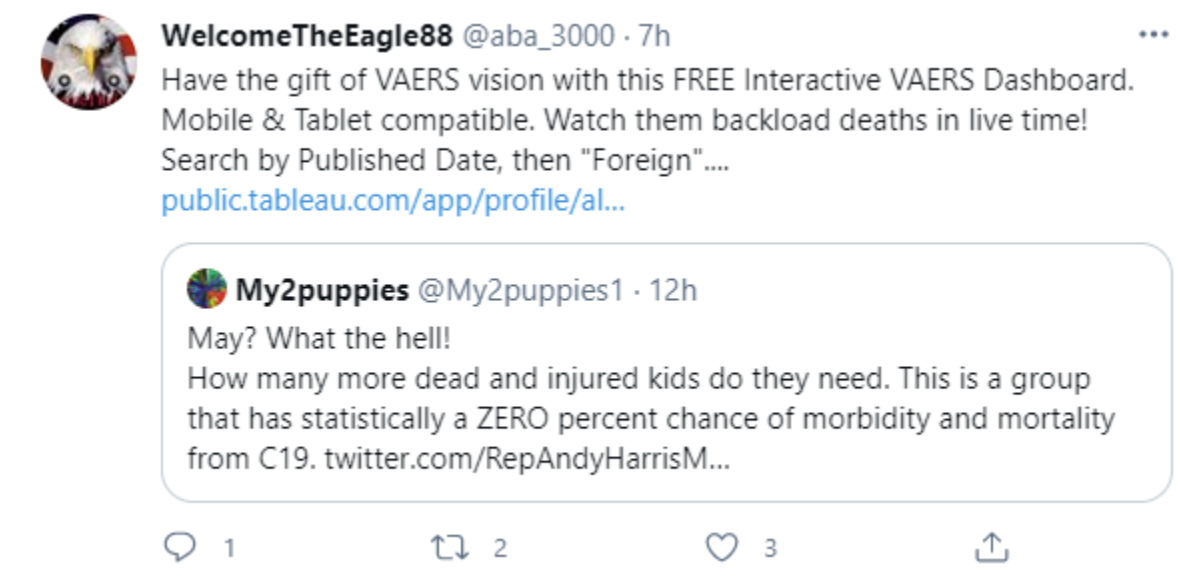 WelcomeTheEagle88 @aba_3000 · 7h
Have the gift of VAERS vision with this FREE Interactive VAERS Dashboard.
Mobile & Tablet compatible. Watch them backload deaths in live time!
Search by Published Date, then "Foreign"....
public.tableau.com/app/profile/al...
My2puppies @My2puppies1 · 12h
May? What the hell!
How many more dead and injured kids do they need. This is a group
that has statistically a ZERO percent chance of morbidity and mortality
from C19. twitter.com/RepAndyHarrisM...
1 2 3